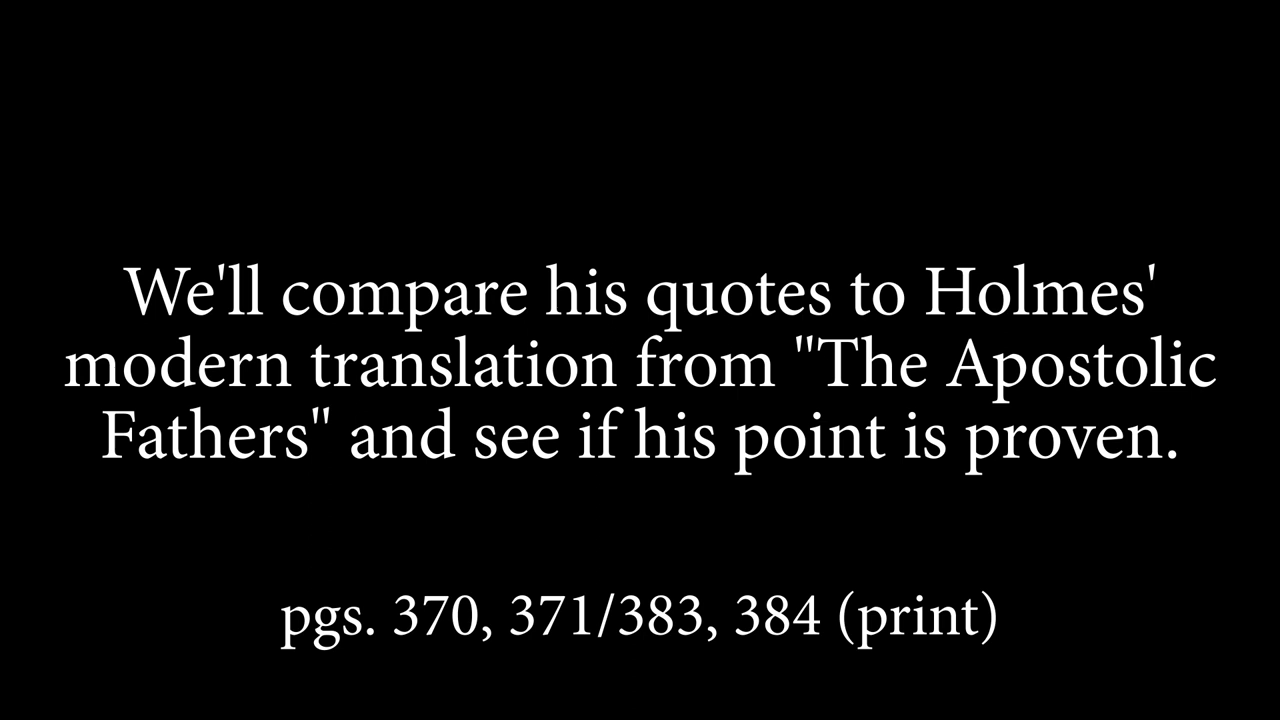 We'll compare his quotes to Holmes'
modern translation from "The Apostolic
Fathers" and see if his point is proven.
pgs. 370, 371/383, 384 (print)